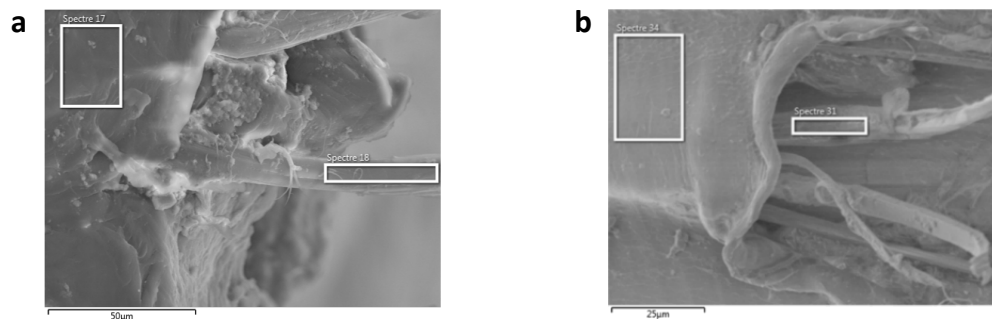 a
Spectre 17
Spectre 18
50µm
b
Spectre 34
Spectre 31
25µm